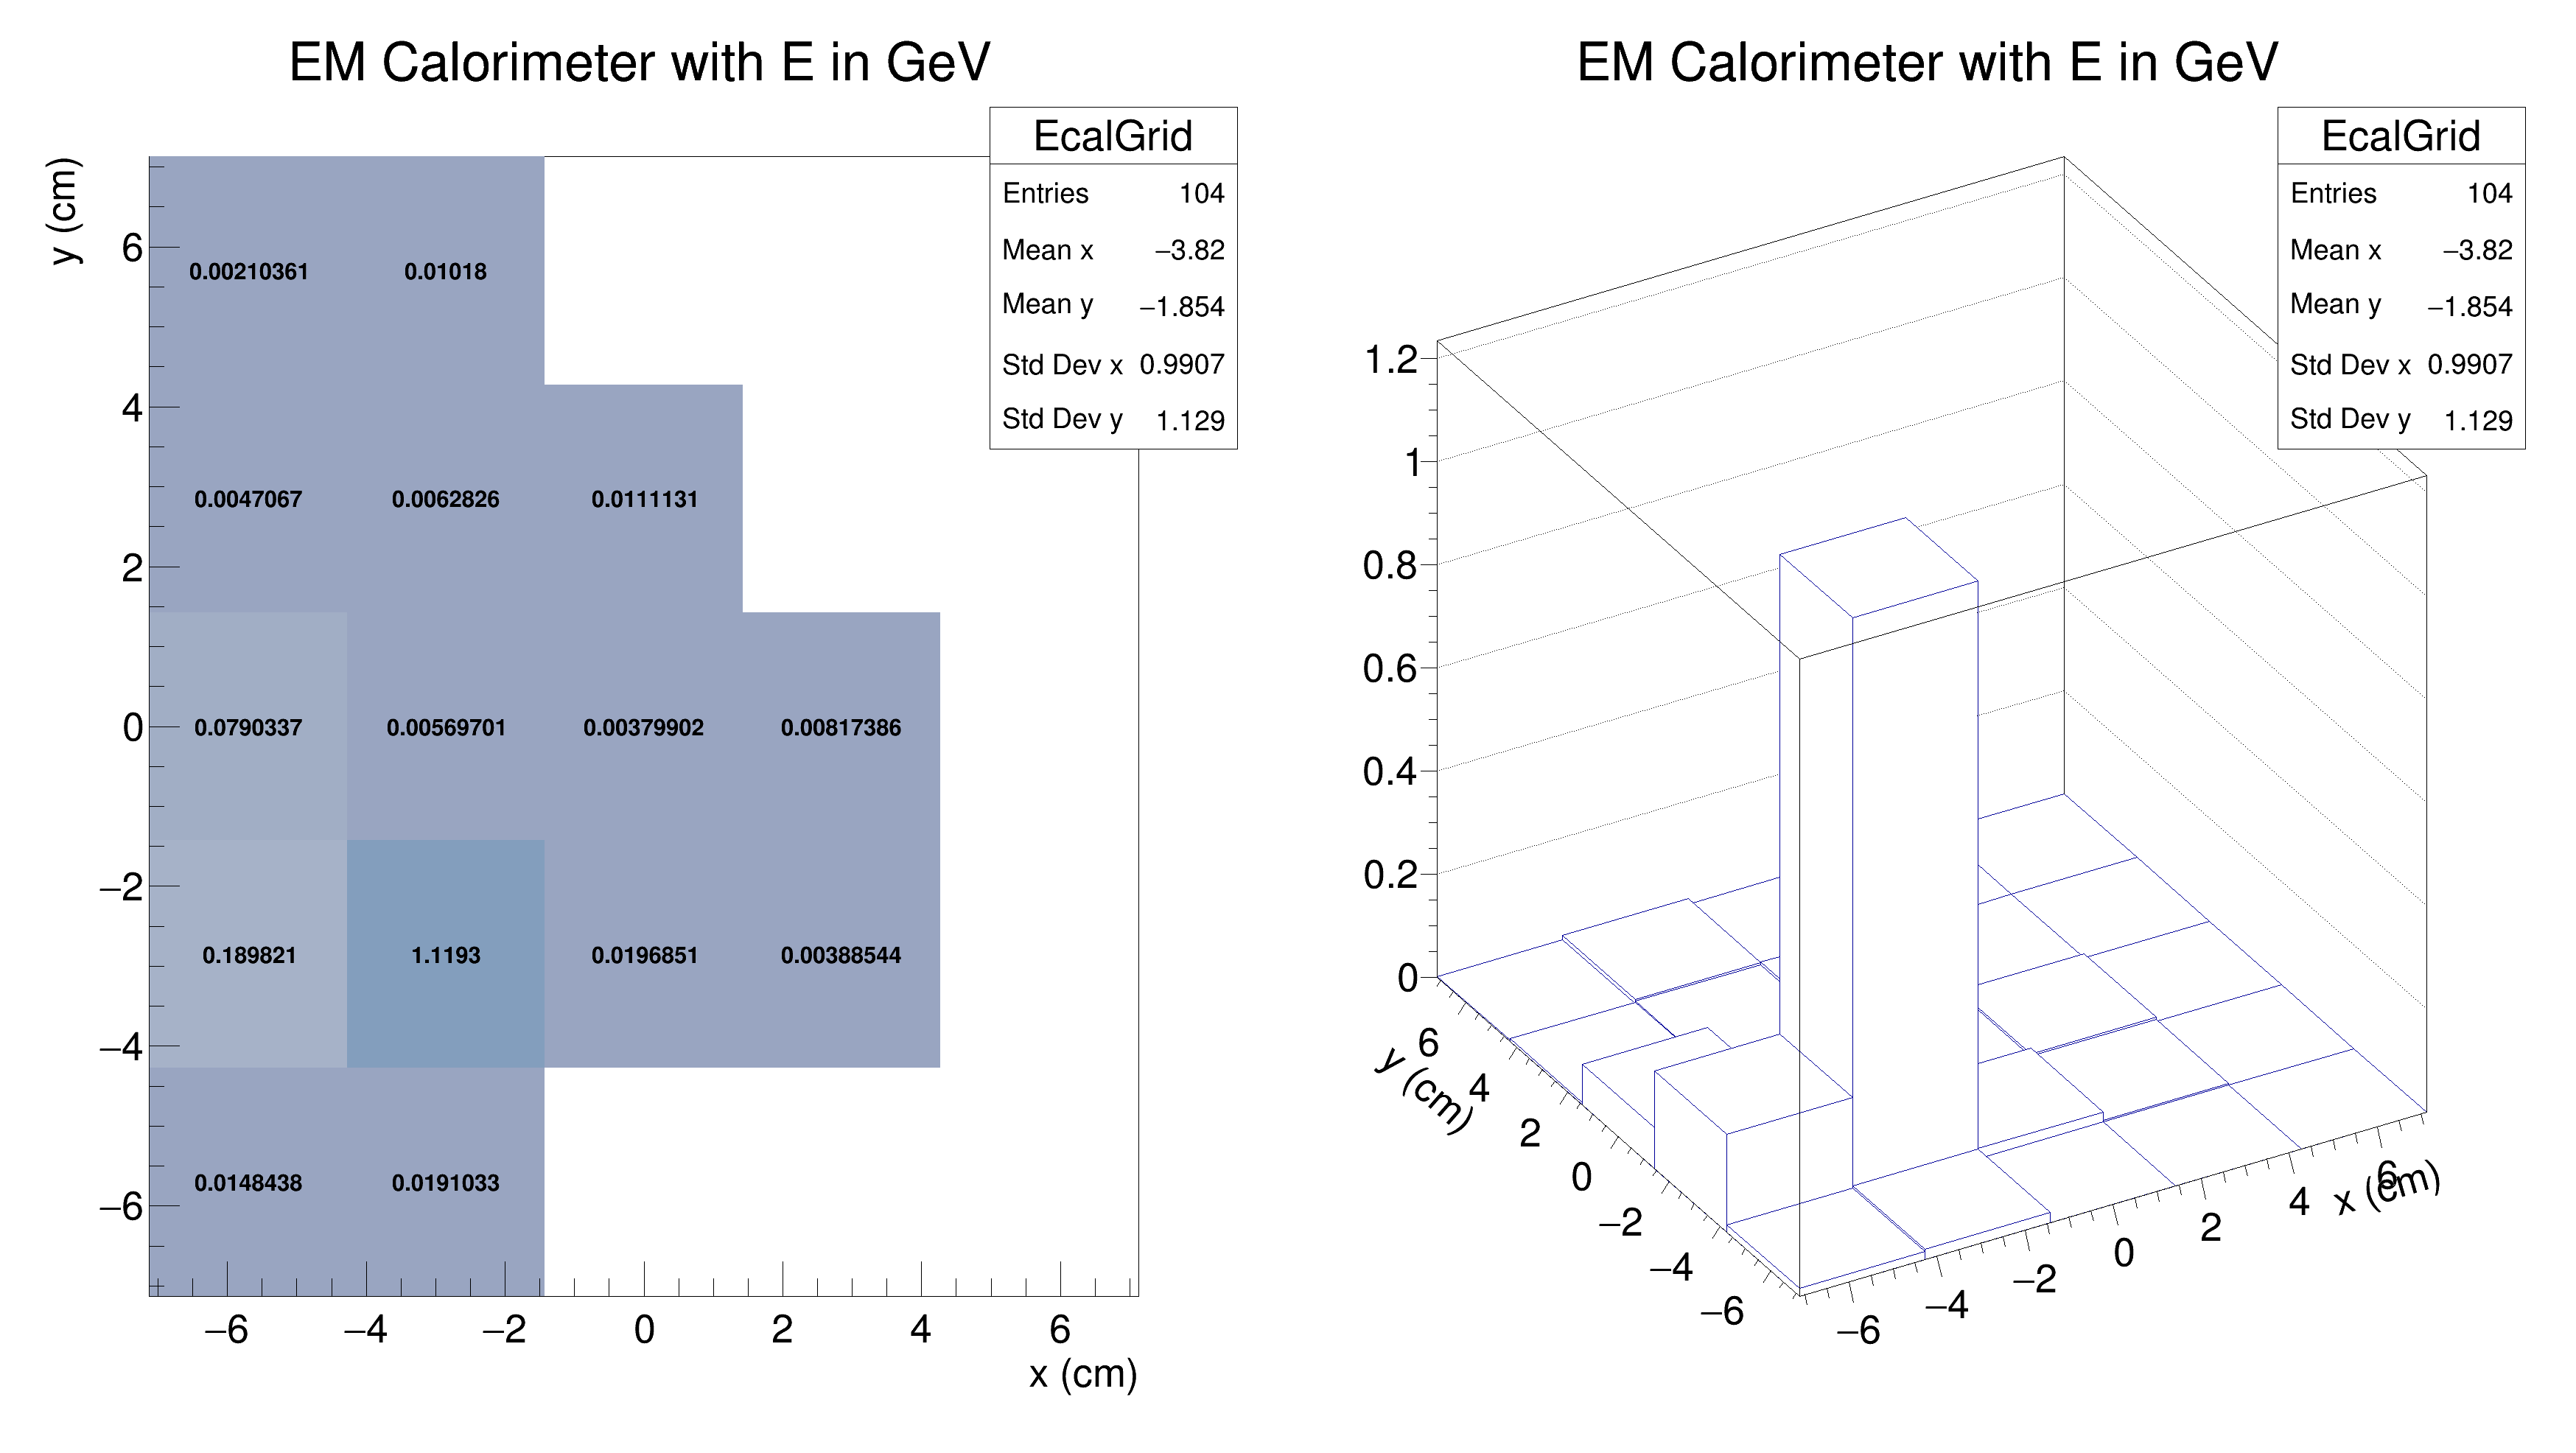 EM Calorimeter with E in GeV
EcalGrid
Entries 104
Mean x −3.82
Mean y −1.854
Std Dev x 0.9907
Std Dev y 1.129
y (cm)
6
4
2
0
−2
−4
−6
0.00210361 0.01018
0.0047067 0.0062826 0.0111131
0.0790337 0.00569701 0.00379902 0.00817386
0.189821 1.1193 0.0196851 0.00388544
0.0148438 0.0191033
−6 −4 −2 0 2 4 6
x (cm)
EM Calorimeter with E in GeV
EcalGrid
Entries 104
Mean x −3.82
Mean y −1.854
Std Dev x 0.9907
Std Dev y 1.129
1.2
1
0.8
0.6
0.4
0.2
0
y (cm)
6
4
2
0
−2
−4
−6
−6 −4 −2 0 2 4 6
x (cm)